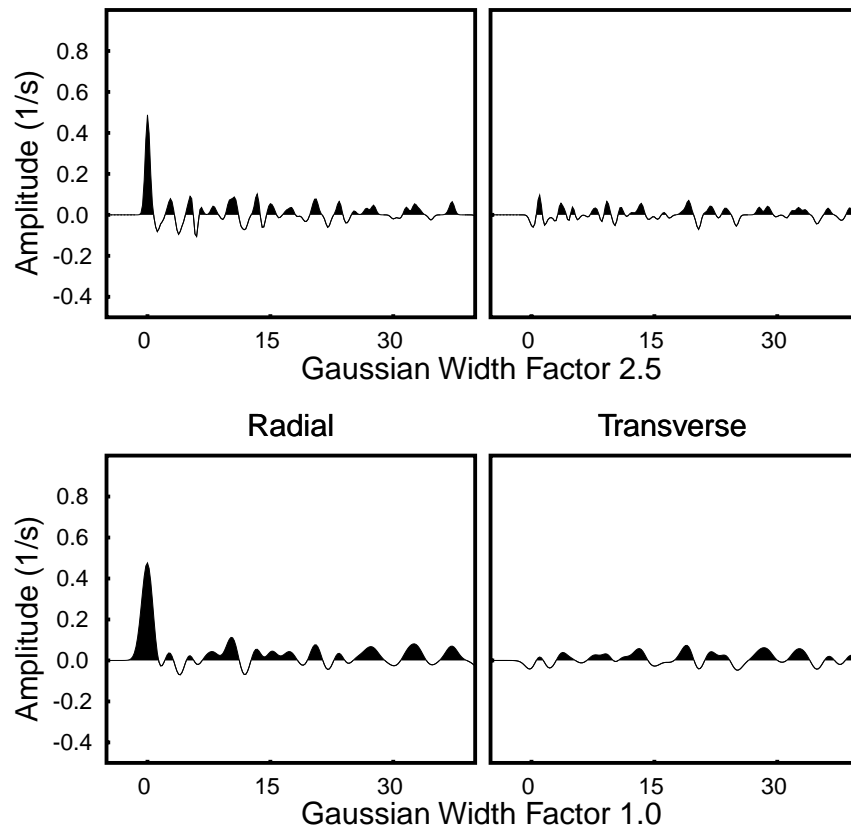 0.8
0.6
0.4
0.2
0.0
-0.2
-0.4
Amplitude (1/s)
0 15 30 0 15 30
Gaussian Width Factor 2.5
Radial Transverse
0.8
0.6
0.4
0.2
0.0
-0.2
-0.4
Amplitude (1/s)
0 15 30 0 15 30
Gaussian Width Factor 1.0